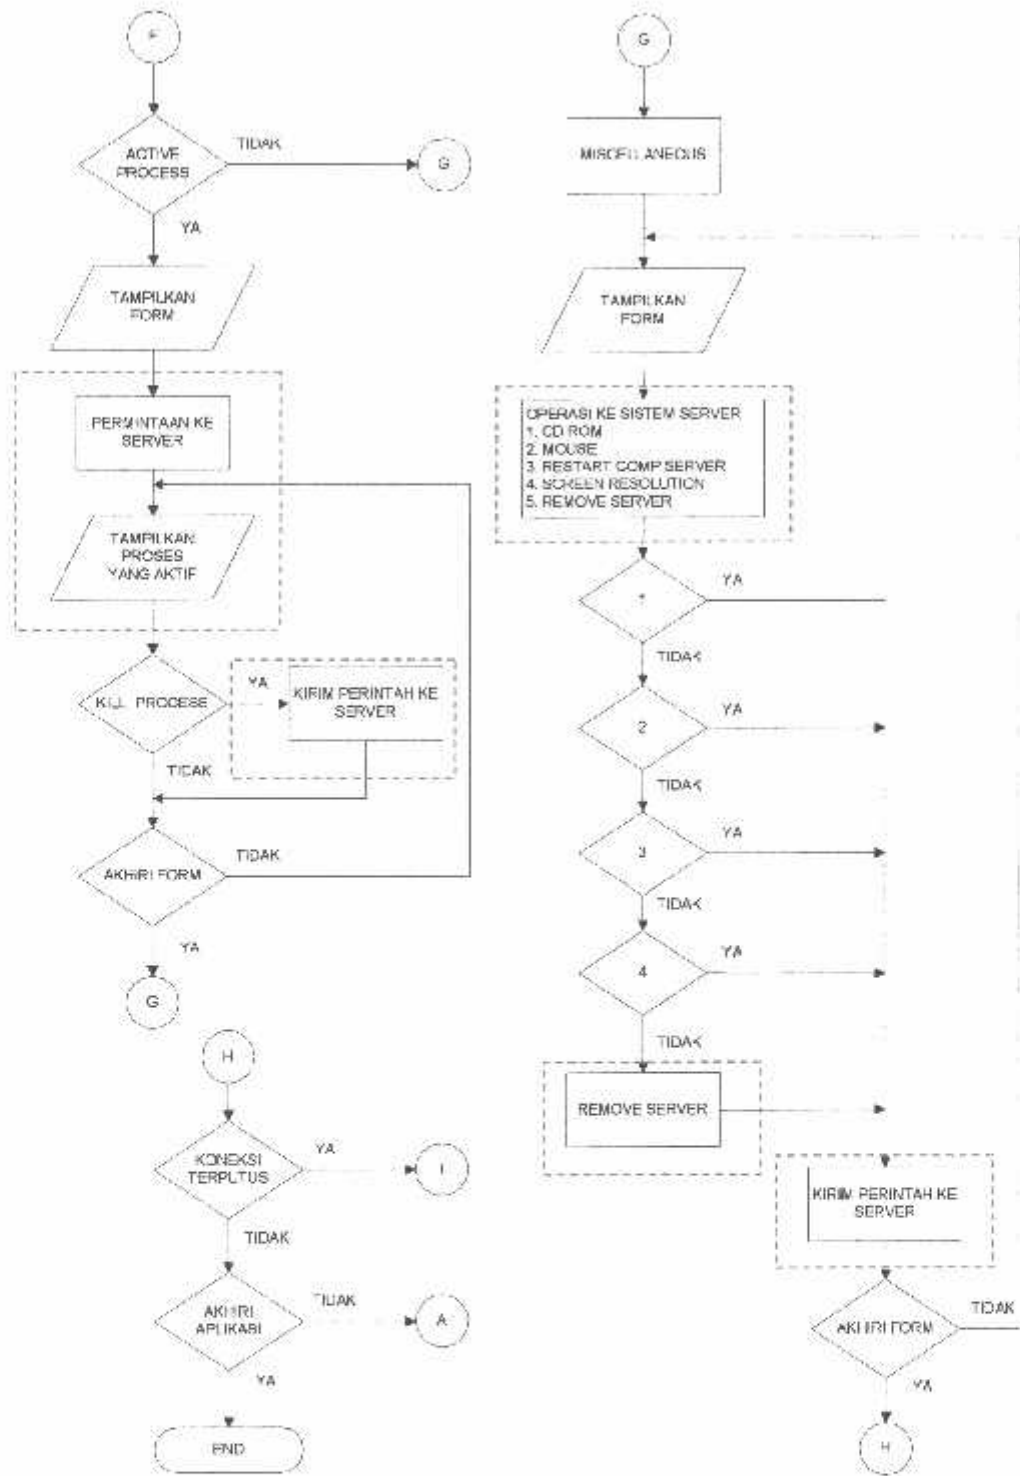 F
ACTIVE
PROCESS
TIDAK
G
YA
TAMPILKAN
FORM
PERMINTAAN KE
SERVER
TAMPILKAN
PROSES
YANG AKTIF
KILL PROCESE
YA
KIRIM PERINTAH KE
SERVER
TIDAK
AKHIRI FORM
TIDAK
YA
G
H
KONEKSI
TERPUTUS
YA
I
TIDAK
AKHIRI
APLIKASI
TIDAK
A
YA
END
G
MISCELLANEOUS
TAMPILKAN
FORM
OPERASI KE SISTEM SERVER
1. CD ROM
2. MOUSE
3. RESTART COMP SERVER
4. SCREEN RESOLUTION
5. REMOVE SERVER
1
YA
TIDAK
2
YA
TIDAK
3
YA
TIDAK
4
YA
TIDAK
REMOVE SERVER
KIRIM PERINTAH KE
SERVER
AKHIRI FORM
TIDAK
YA
H